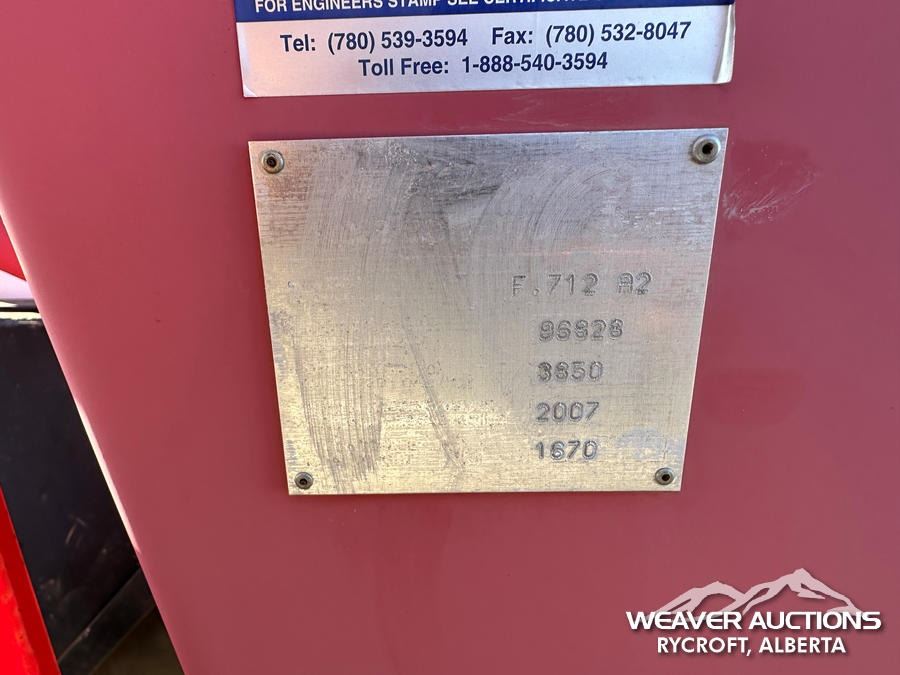 Tel: (780) 539-3594 Fax: (780) 532-8047
Toll Free: 1-888-540-3594
F.712 A2
96828
3850
2007
1670
WEAVER AUCTIONS
RYCROFT, ALBERTA